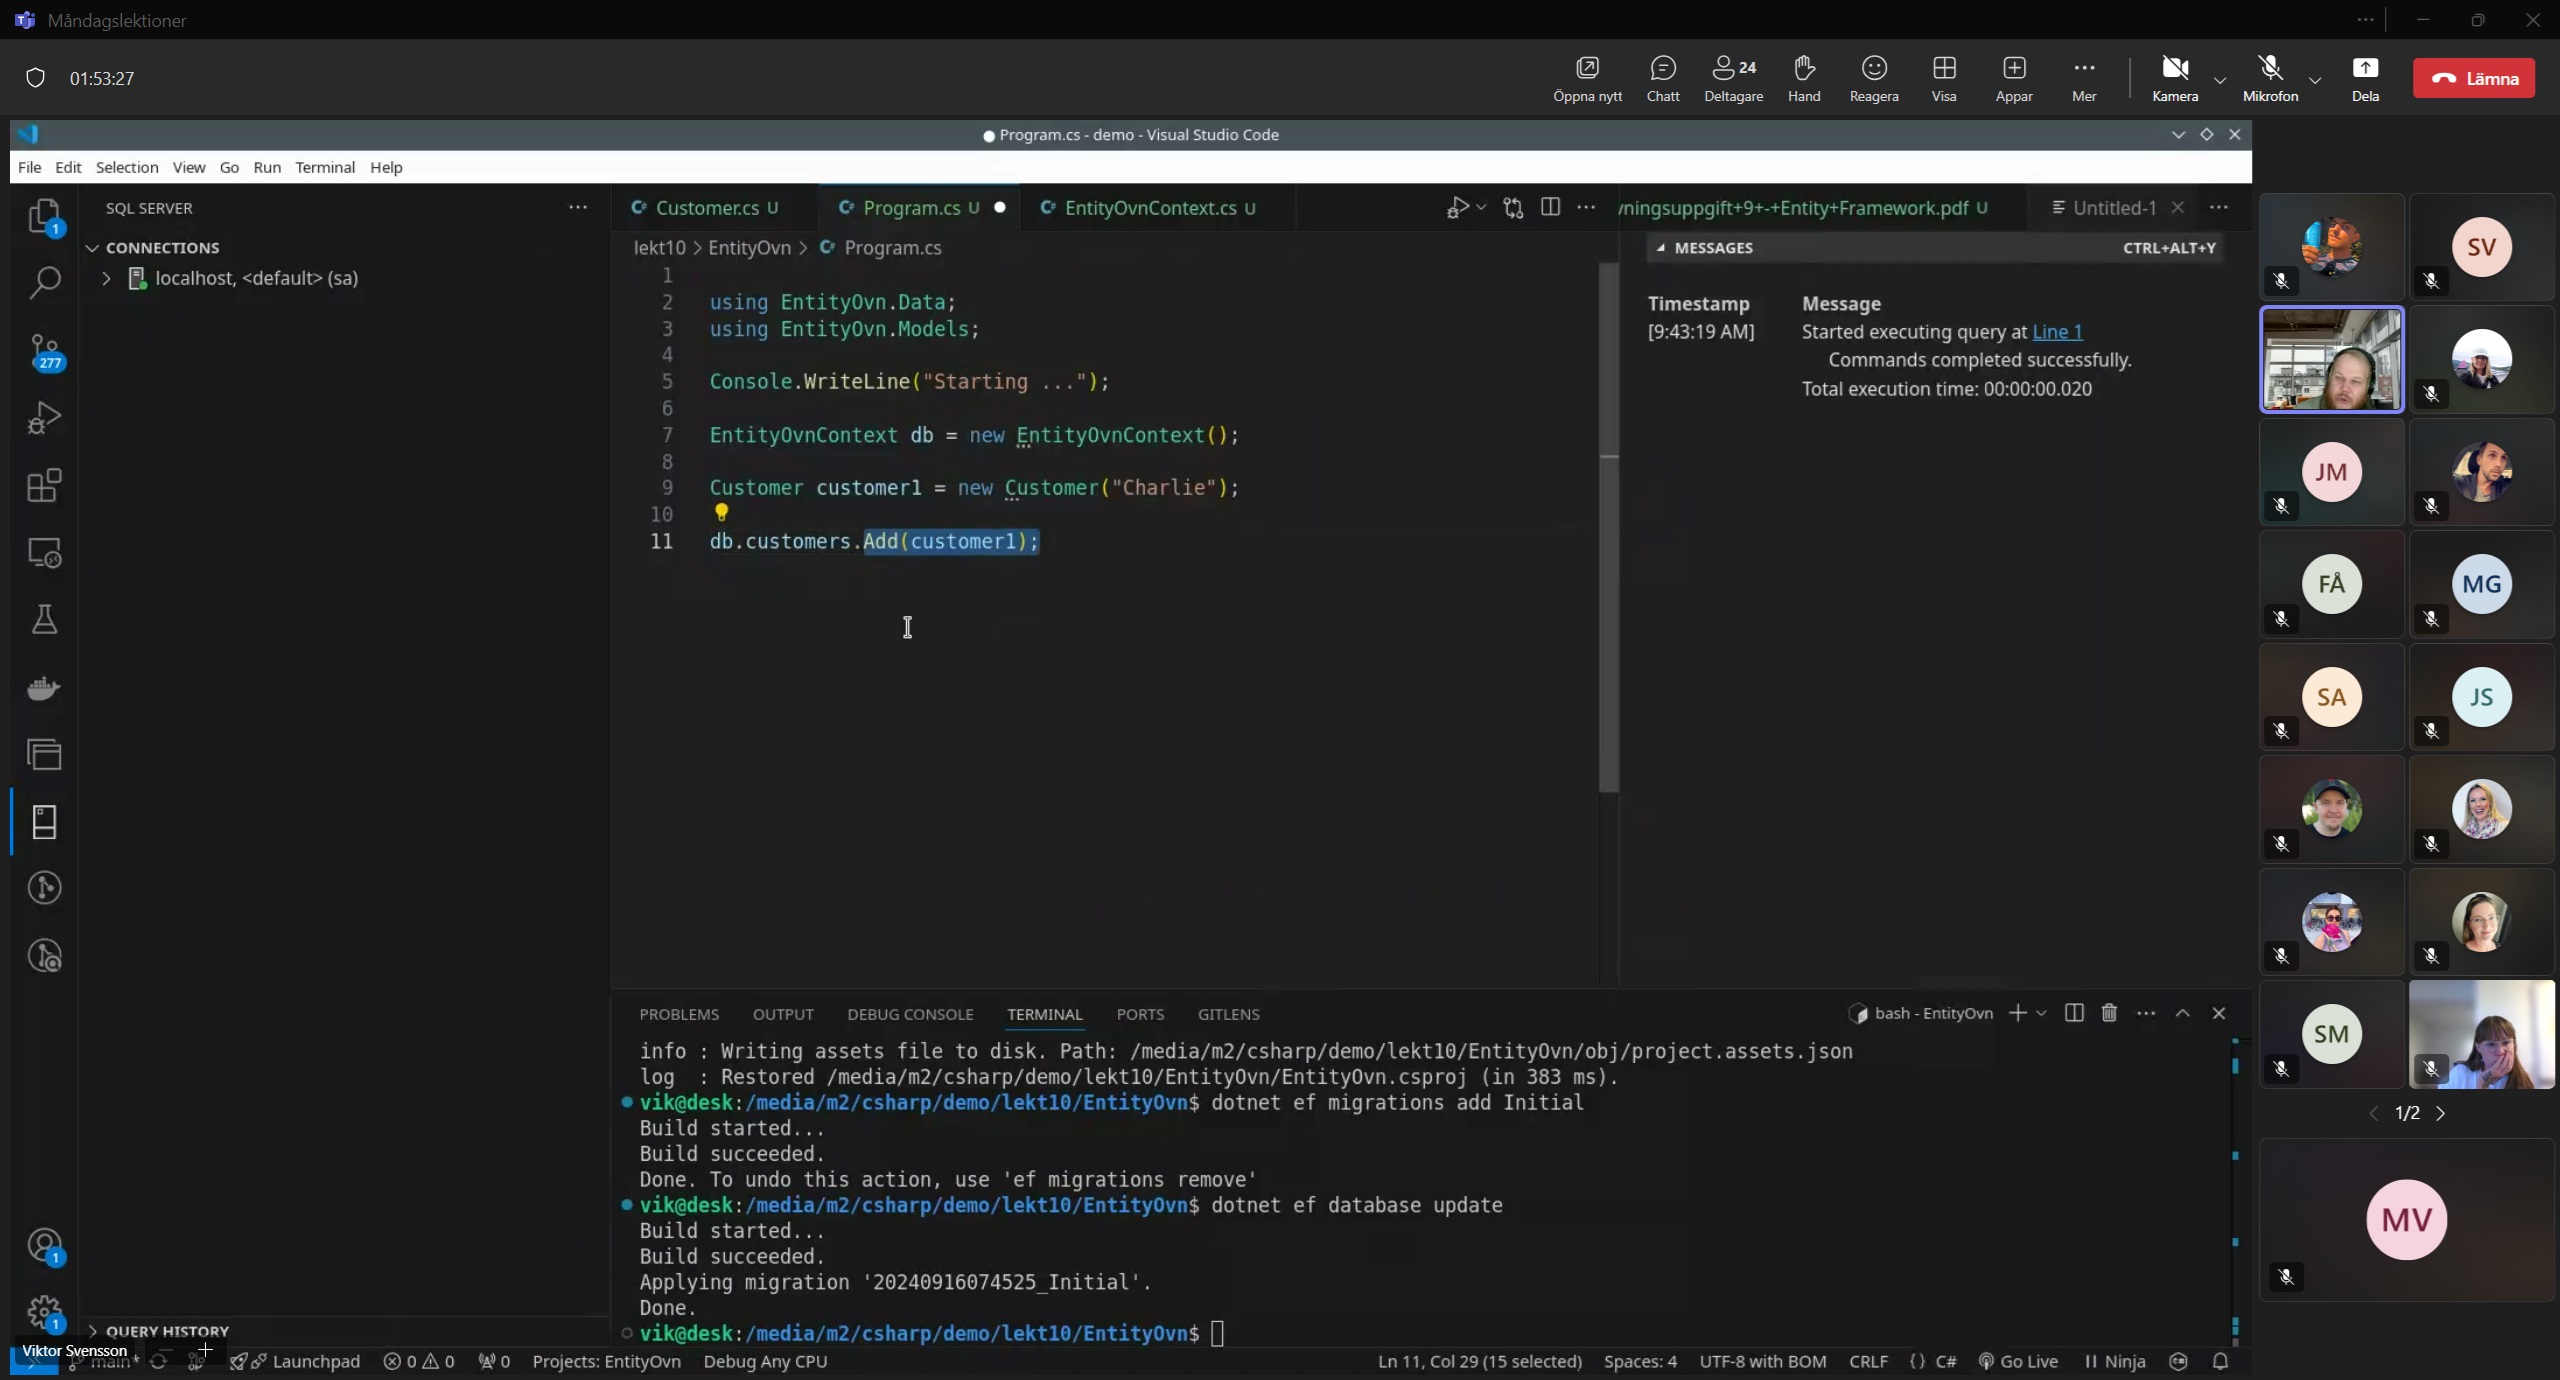 Måndagslektioner
01:53:27
Öppna nytt
Chatt
24
Deltagare
Hand
Reagera
Visa
Appar
Mer
Kamera
Mikrofon
Dela
Lämna
Program.cs - demo - Visual Studio Code
File Edit Selection View Go Run Terminal Help
SQL SERVER
CONNECTIONS
localhost, <default> (sa)
1
277
Customer.cs U
Program.cs U
EntityOvnContext.cs U
lekt10 > EntityOvn > Program.cs
1
2 using EntityOvn.Data;
3 using EntityOvn.Models;
4
5 Console.WriteLine("Starting ...");
6
7 EntityOvnContext db = new EntityOvnContext();
8
9 Customer customer1 = new Customer("Charlie");
10
11 db.customers.Add(customer1);
ningsuppgift+9+-+Entity+Framework.pdf U
Untitled-1
MESSAGES CTRL+ALT+Y
Timestamp Message
[9:43:19 AM] Started executing query at Line 1
Commands completed successfully.
Total execution time: 00:00:00.020
PROBLEMS OUTPUT DEBUG CONSOLE TERMINAL PORTS GITLENS
bash - EntityOvn
info : Writing assets file to disk. Path: /media/m2/csharp/demo/lekt10/EntityOvn/obj/project.assets.json
log : Restored /media/m2/csharp/demo/lekt10/EntityOvn/EntityOvn.csproj (in 383 ms).
vik@desk:/media/m2/csharp/demo/lekt10/EntityOvn$ dotnet ef migrations add Initial
Build started...
Build succeeded.
Done. To undo this action, use 'ef migrations remove'
vik@desk:/media/m2/csharp/demo/lekt10/EntityOvn$ dotnet ef database update
Build started...
Build succeeded.
Applying migration '20240916074525_Initial'.
Done.
vik@desk:/media/m2/csharp/demo/lekt10/EntityOvn$
1
1
QUERY HISTORY
Viktor Svensson
main*
Launchpad
0 0
0
Projects: EntityOvn
Debug Any CPU
Ln 11, Col 29 (15 selected)
Spaces: 4
UTF-8 with BOM
CRLF
{} C#
Go Live
Ninja
SV
JM
FÅ
MG
SA
JS
SM
1/2
MV